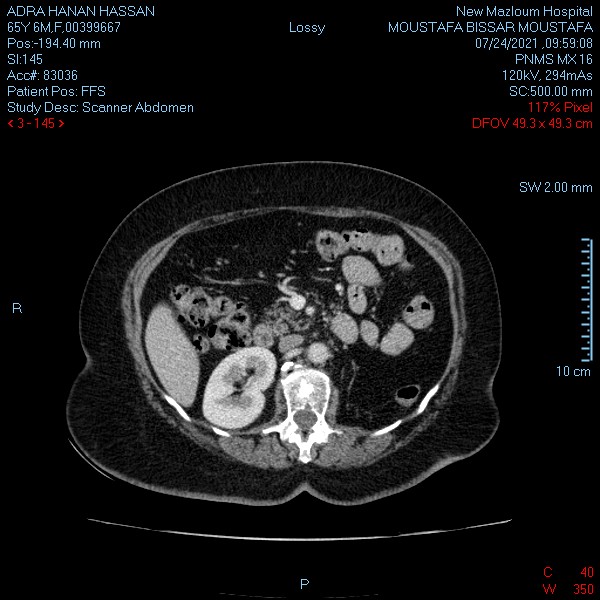 ADRA HANAN HASSAN
65Y 6M,F,00399667
Pos:-194.40 mm
SI:145
Acc#: 83036
Patient Pos: FFS
Study Desc: Scanner Abdomen
< 3 - 145 >
Lossy
New Mazloum Hospital
MOUSTAFA BISSAR MOUSTAFA
07/24/2021 ,09:59:08
PNMS MX 16
120kV, 294mAs
SC:500.00 mm
117% Pixel
DFOV 49.3 x 49.3 cm
SW 2.00 mm
R
10 cm
P
C 40
W 350